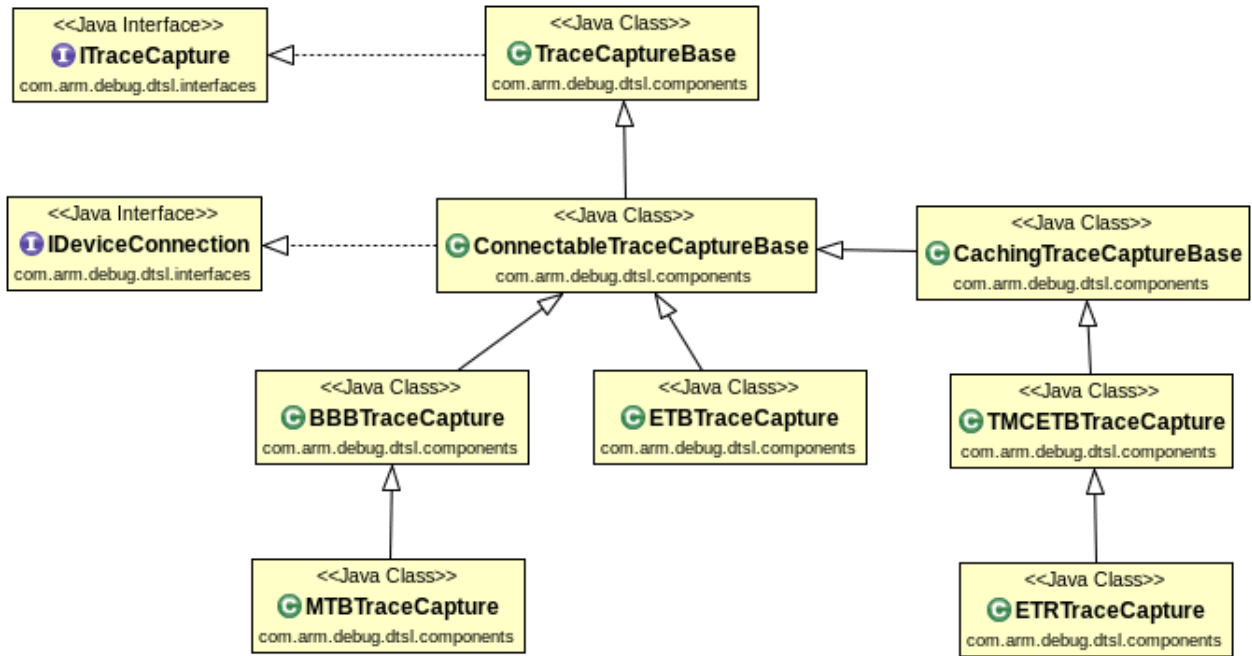 <<Java Interface>>
I ITraceCapture
com.arm.debug.dtsl.interfaces
<<Java Class>>
C TraceCaptureBase
com.arm.debug.dtsl.components
<<Java Interface>>
I IDeviceConnection
com.arm.debug.dtsl.interfaces
<<Java Class>>
C ConnectableTraceCaptureBase
com.arm.debug.dtsl.components
<<Java Class>>
C CachingTraceCaptureBase
com.arm.debug.dtsl.components
<<Java Class>>
C BBBTraceCapture
com.arm.debug.dtsl.components
<<Java Class>>
C ETBTraceCapture
com.arm.debug.dtsl.components
<<Java Class>>
C TMCETBTraceCapture
com.arm.debug.dtsl.components
<<Java Class>>
C MTBTraceCapture
com.arm.debug.dtsl.components
<<Java Class>>
C ETRTraceCapture
com.arm.debug.dtsl.components